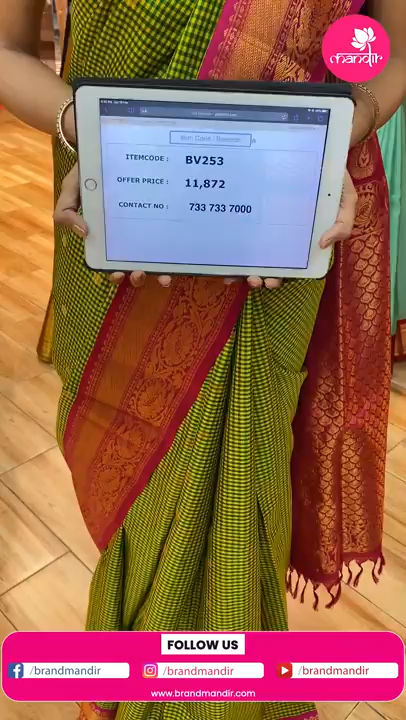 mandir
ITEMCODE : BV253
OFFER PRICE : 11,872
CONTACT NO : 733 733 7000
FOLLOW US
/brandmandir /brandmandir /brandmandir
www.brandmandir.com